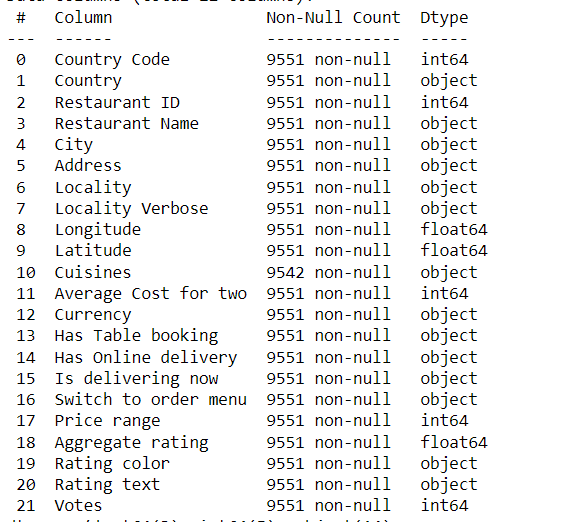 #   Column                Non-Null Count  Dtype
---  ------                --------------  -----
 0   Country Code          9551 non-null   int64
 1   Country               9551 non-null   object
 2   Restaurant ID         9551 non-null   int64
 3   Restaurant Name       9551 non-null   object
 4   City                  9551 non-null   object
 5   Address               9551 non-null   object
 6   Locality              9551 non-null   object
 7   Locality Verbose      9551 non-null   object
 8   Longitude             9551 non-null   float64
 9   Latitude              9551 non-null   float64
 10  Cuisines              9542 non-null   object
 11  Average Cost for two  9551 non-null   int64
 12  Currency              9551 non-null   object
 13  Has Table booking     9551 non-null   object
 14  Has Online delivery   9551 non-null   object
 15  Is delivering now     9551 non-null   object
 16  Switch to order menu  9551 non-null   object
 17  Price range           9551 non-null   int64
 18  Aggregate rating      9551 non-null   float64
 19  Rating color          9551 non-null   object
 20  Rating text           9551 non-null   object
 21  Votes                 9551 non-null   int64